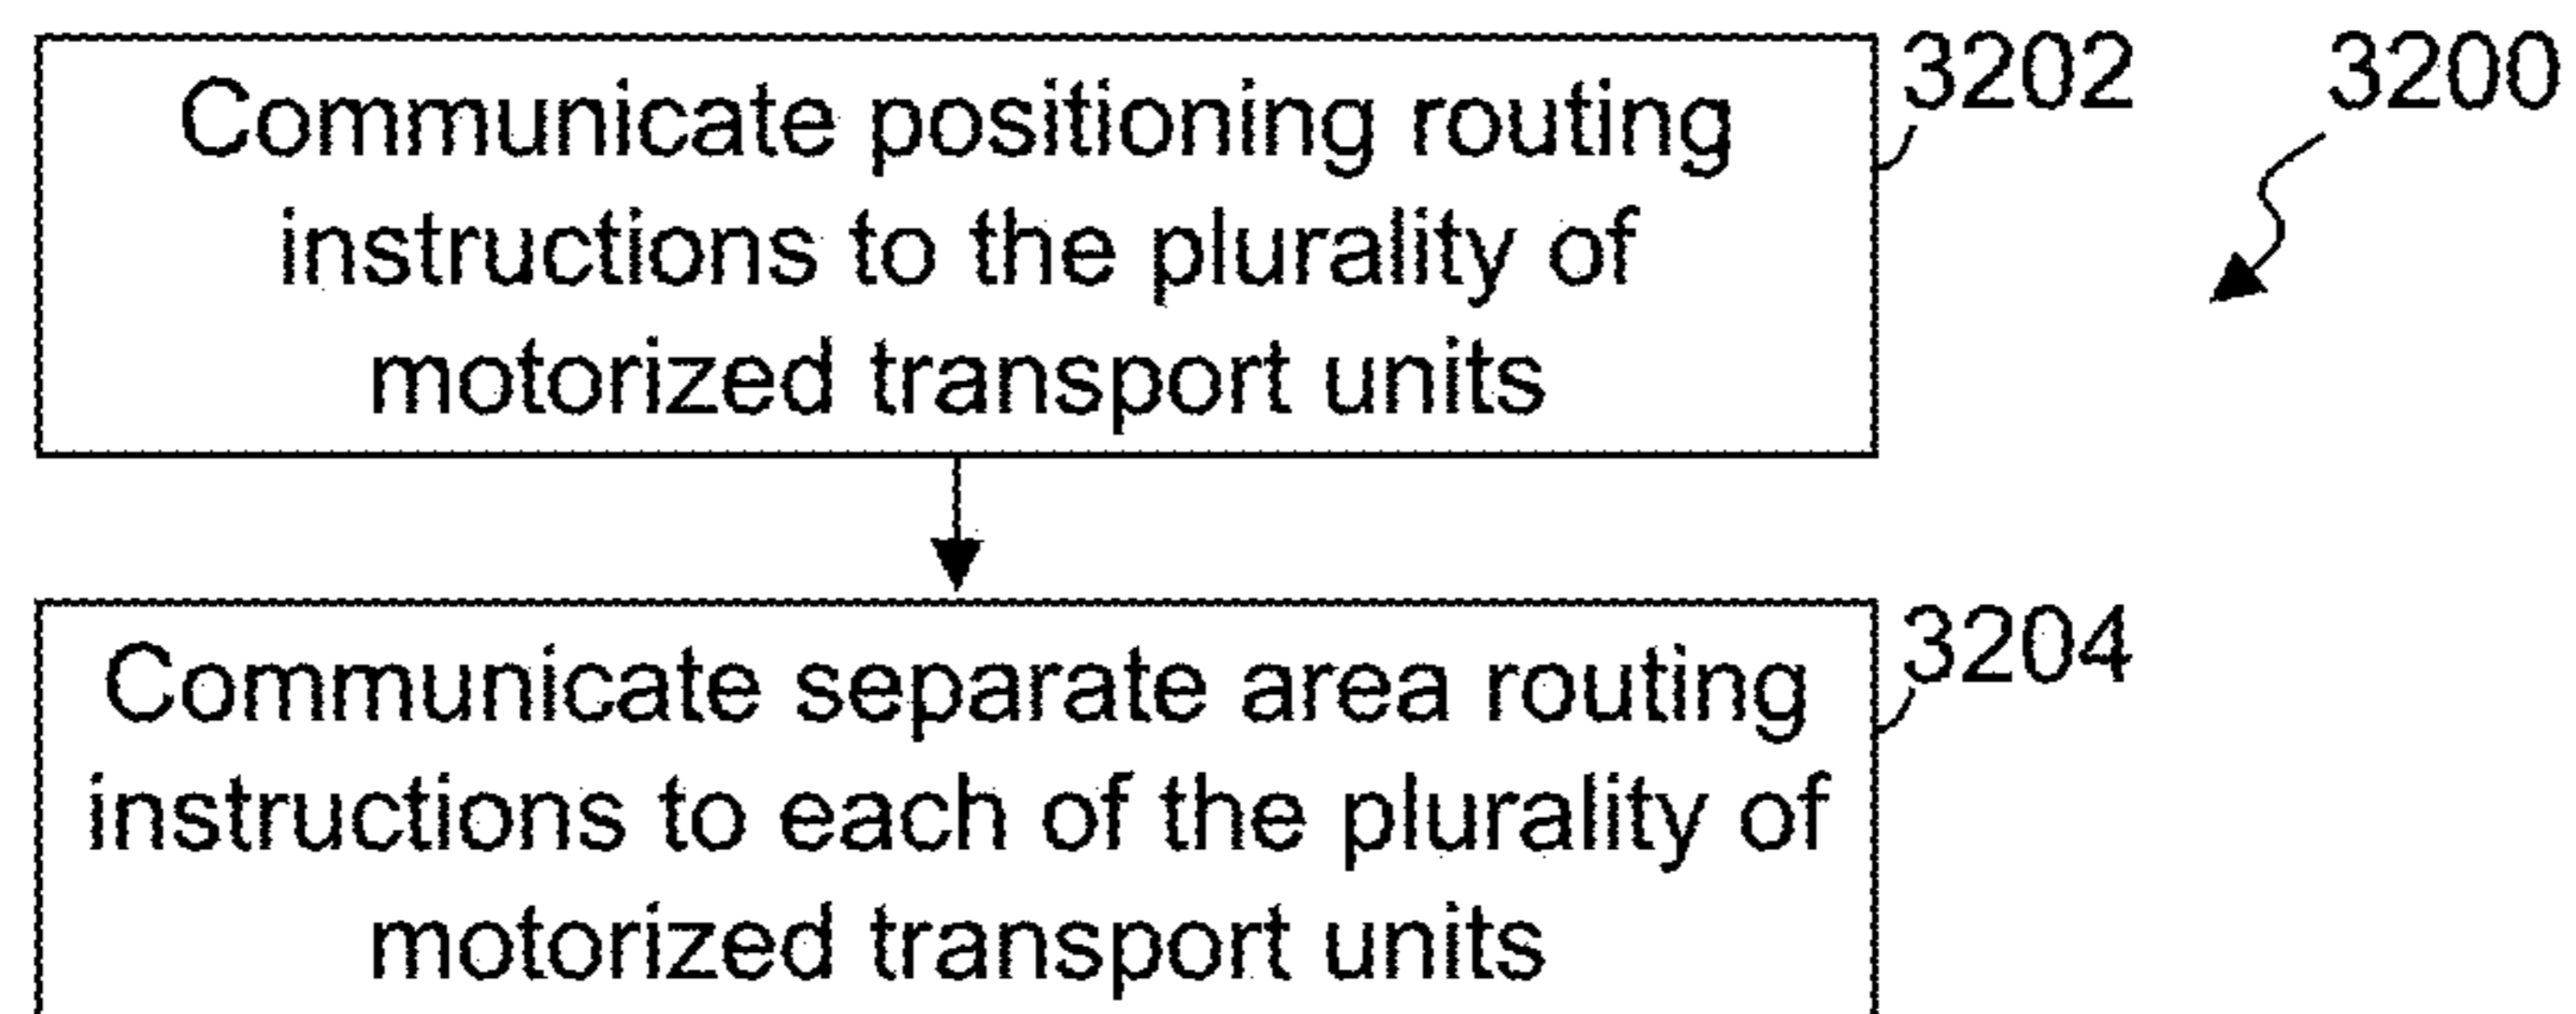 Communicate positioning routing
instructions to the plurality of
motorized transport units
3202
3200
Communicate separate area routing
instructions to each of the plurality of
motorized transport units
3204